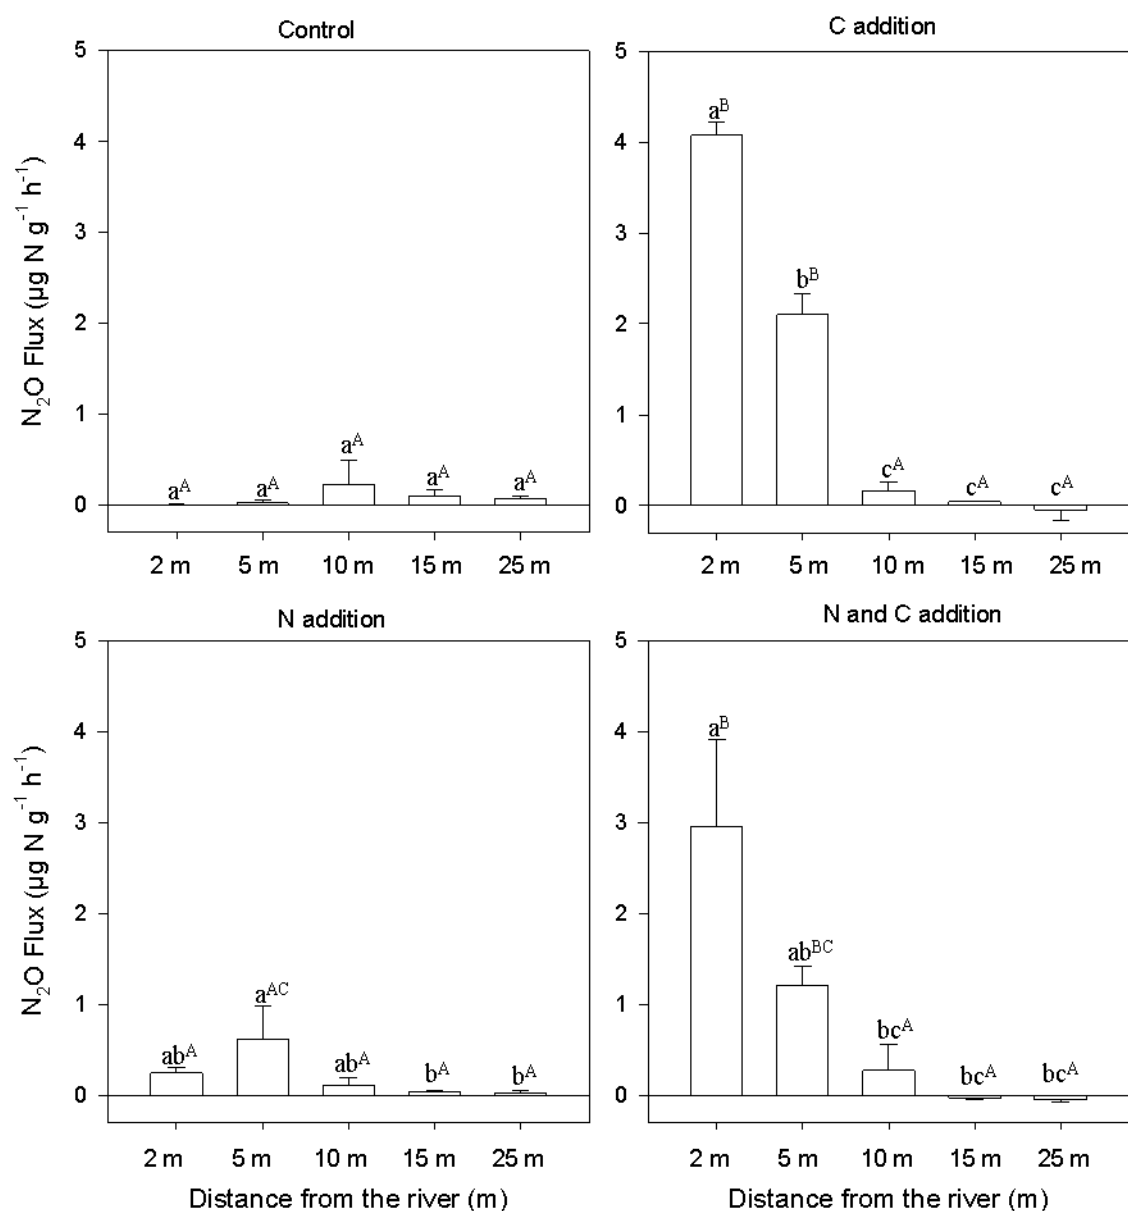 Control
5
4
3
2
1
0
N₂O Flux (µg N g⁻¹ h⁻¹)
aᴬ aᴬ aᴬ aᴬ aᴬ
2 m 5 m 10 m 15 m 25 m
C addition
5
4
3
2
1
0
aᴮ
bᴮ
cᴬ cᴬ cᴬ
2 m 5 m 10 m 15 m 25 m
N addition
5
4
3
2
1
0
N₂O Flux (µg N g⁻¹ h⁻¹)
abᴬ aᴬC abᴬ bᴬ bᴬ
2 m 5 m 10 m 15 m 25 m
Distance from the river (m)
N and C addition
5
4
3
2
1
0
aᴮ
abᴮC
bcᴬ bcᴬ bcᴬ
2 m 5 m 10 m 15 m 25 m
Distance from the river (m)